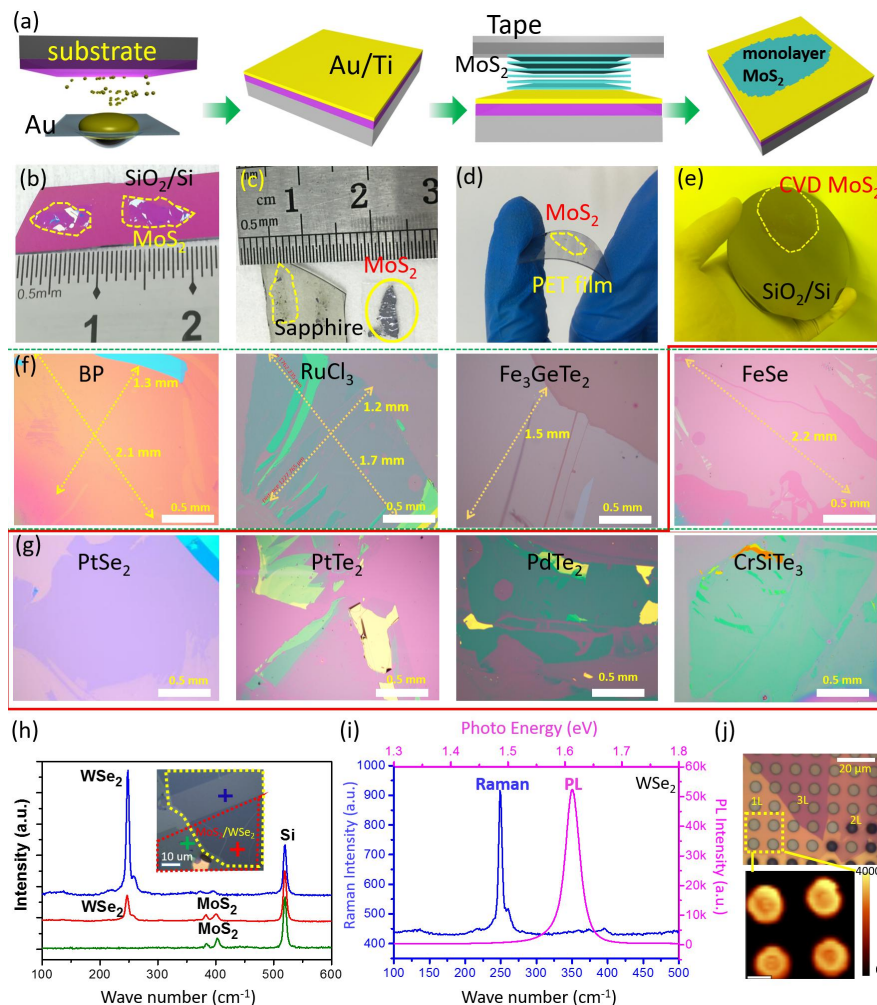 (a)
substrate
Au
Au/Ti
Tape
MoS₂
monolayer
MoS₂
(b)
SiO₂/Si
MoS₂
0.5mm
1
2
(c)
cm
0.5mm
1
2
3
MoS₂
Sapphire
(d)
MoS₂
PET film
(e)
CVD MoS₂
SiO₂/Si
(f)
BP
1.3 mm
2.1 mm
0.5 mm
RuCl₃
1.2 mm
1.7 mm
0.5 mm
Fe₃GeTe₂
1.5 mm
0.5 mm
FeSe
2.2 mm
0.5 mm
(g)
PtSe₂
0.5 mm
PtTe₂
0.5 mm
PdTe₂
0.5 mm
CrSiTe₃
0.5 mm
(h)
WSe₂
MoS₂/WSe₂
10 um
Si
WSe₂
MoS₂
MoS₂
Intensity (a.u.)
100 200 300 400 500 600
Wave number (cm⁻¹)
(i)
Photo Energy (eV)
1.3 1.4 1.5 1.6 1.7 1.8
1000
900
800
700
600
500
400
Raman Intensity (a.u.)
Raman
PL
WSe₂
60k
50k
40k
30k
20k
10k
0
PL Intensity (a.u.)
100 150 200 250 300 350 400 450 500
Wave number (cm⁻¹)
(j)
20 μm
1L
3L
2L
4000